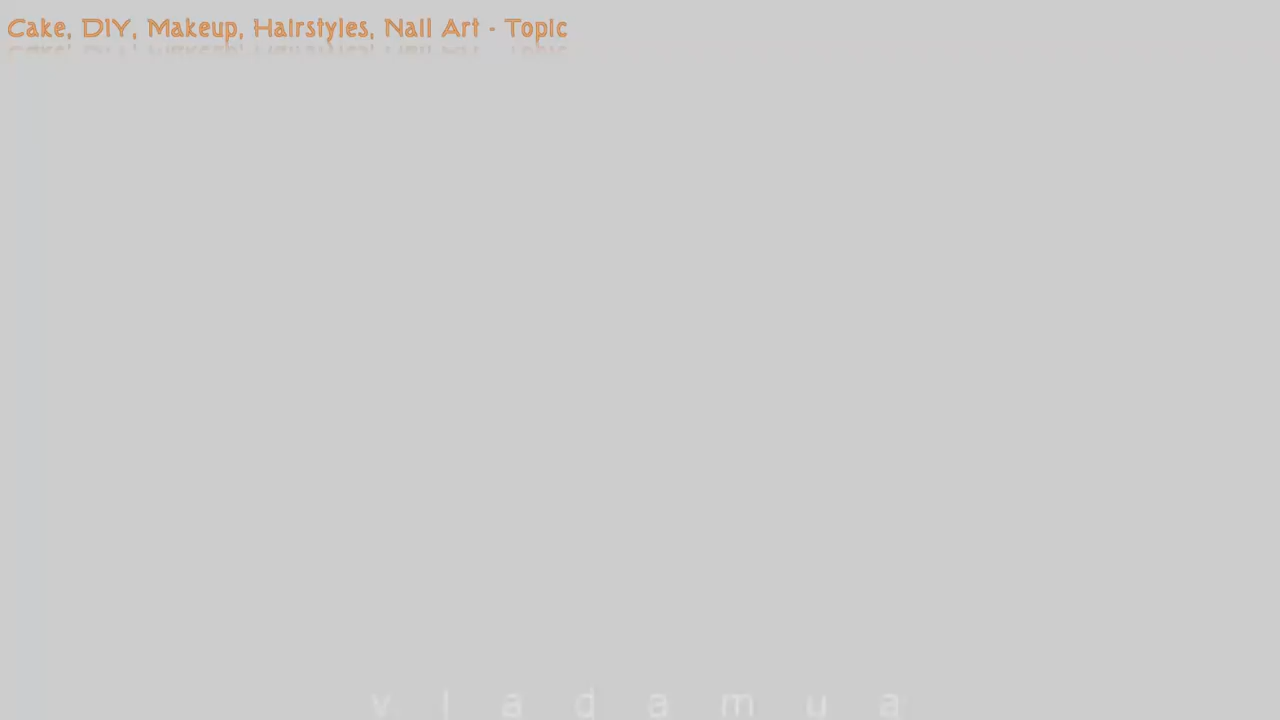 Cake, DIY, Makeup, Hairstyles, Nail Art - Topic
v l a d a m u a